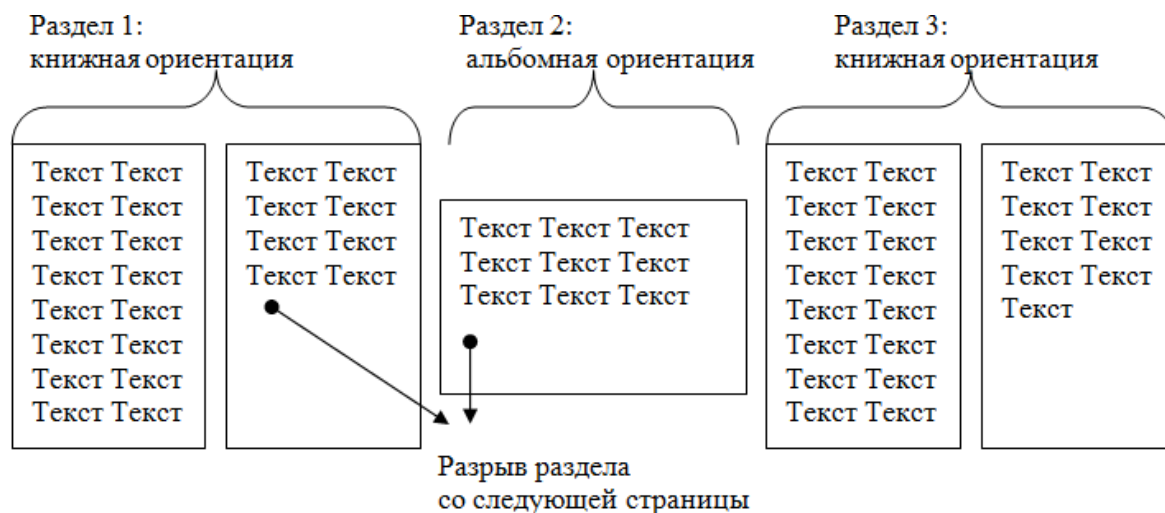 Раздел 1:
книжная ориентация
Раздел 2:
альбомная ориентация
Раздел 3:
книжная ориентация
Текст Текст
Текст Текст
Текст Текст
Текст Текст
Текст Текст
Текст Текст
Текст Текст
Текст Текст
Текст Текст
Текст Текст
Текст Текст
Текст Текст
Текст Текст Текст
Текст Текст Текст
Текст Текст Текст
Текст Текст
Текст Текст
Текст Текст
Текст Текст
Текст Текст
Текст Текст
Текст Текст
Текст Текст
Текст Текст
Текст Текст
Текст Текст
Текст Текст
Текст
Разрыв раздела
со следующей страницы